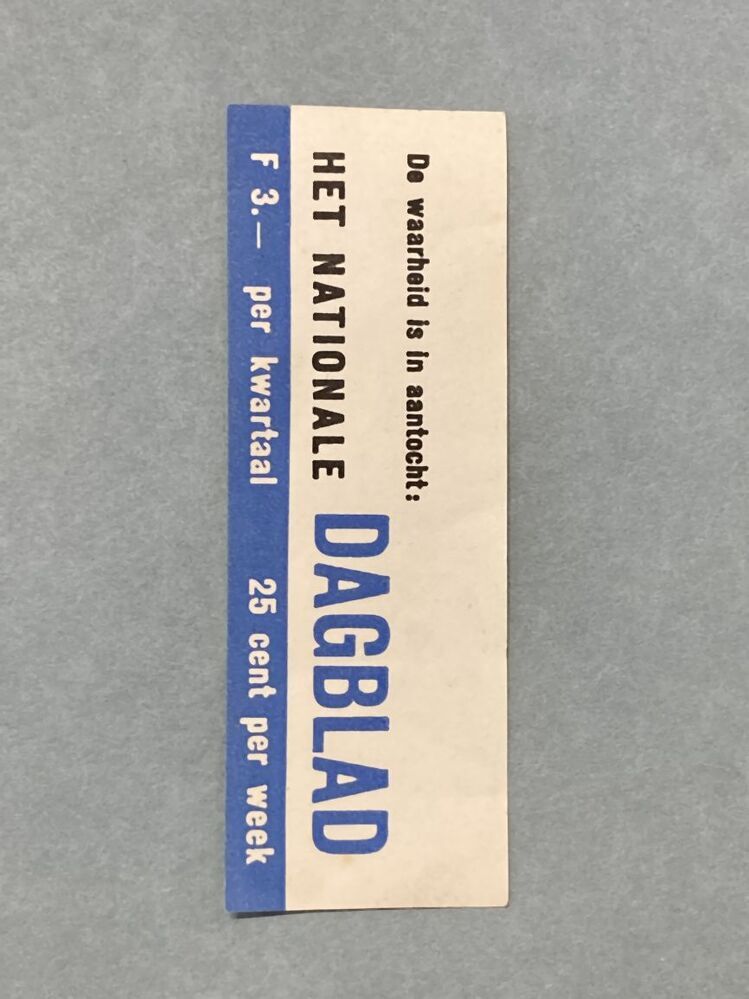 De waarheid is in aantocht:
HET NATIONALE DAGBLAD
F 3.— per kwartaal 25 cent per week